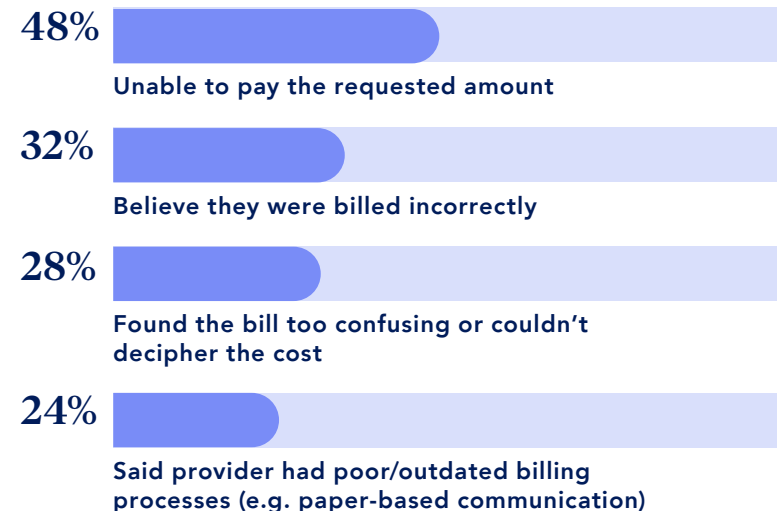 48%
Unable to pay the requested amount
32%
Believe they were billed incorrectly
28%
Found the bill too confusing or couldn’t
decipher the cost
24%
Said provider had poor/outdated billing
processes (e.g. paper-based communication)